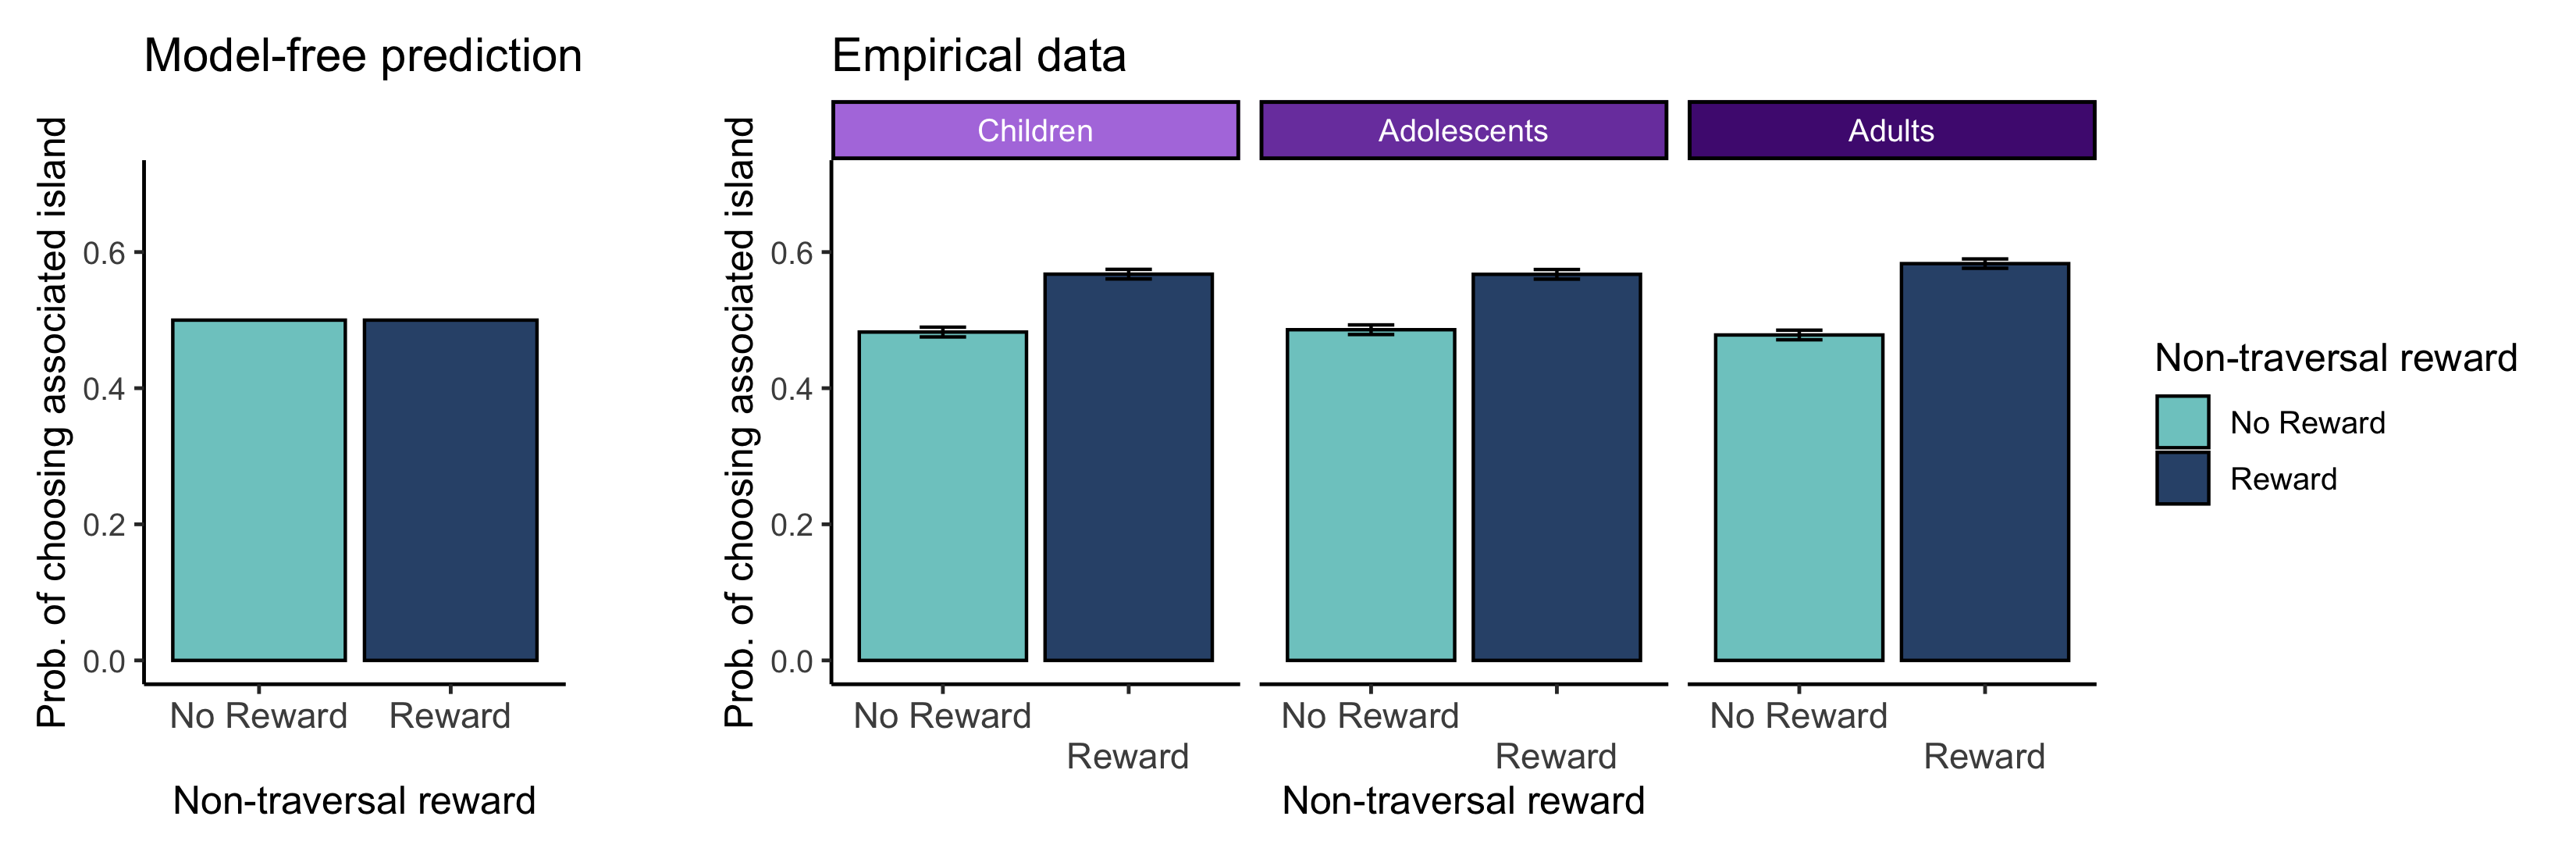 Model-free prediction
Prob. of choosing associated island
0.6
0.4
0.2
0.0
No Reward
Reward
Non-traversal reward
Empirical data
Children
Adolescents
Adults
Prob. of choosing associated island
0.6
0.4
0.2
0.0
No Reward
Reward
No Reward
Reward
No Reward
Reward
Non-traversal reward
Non-traversal reward
No Reward
Reward